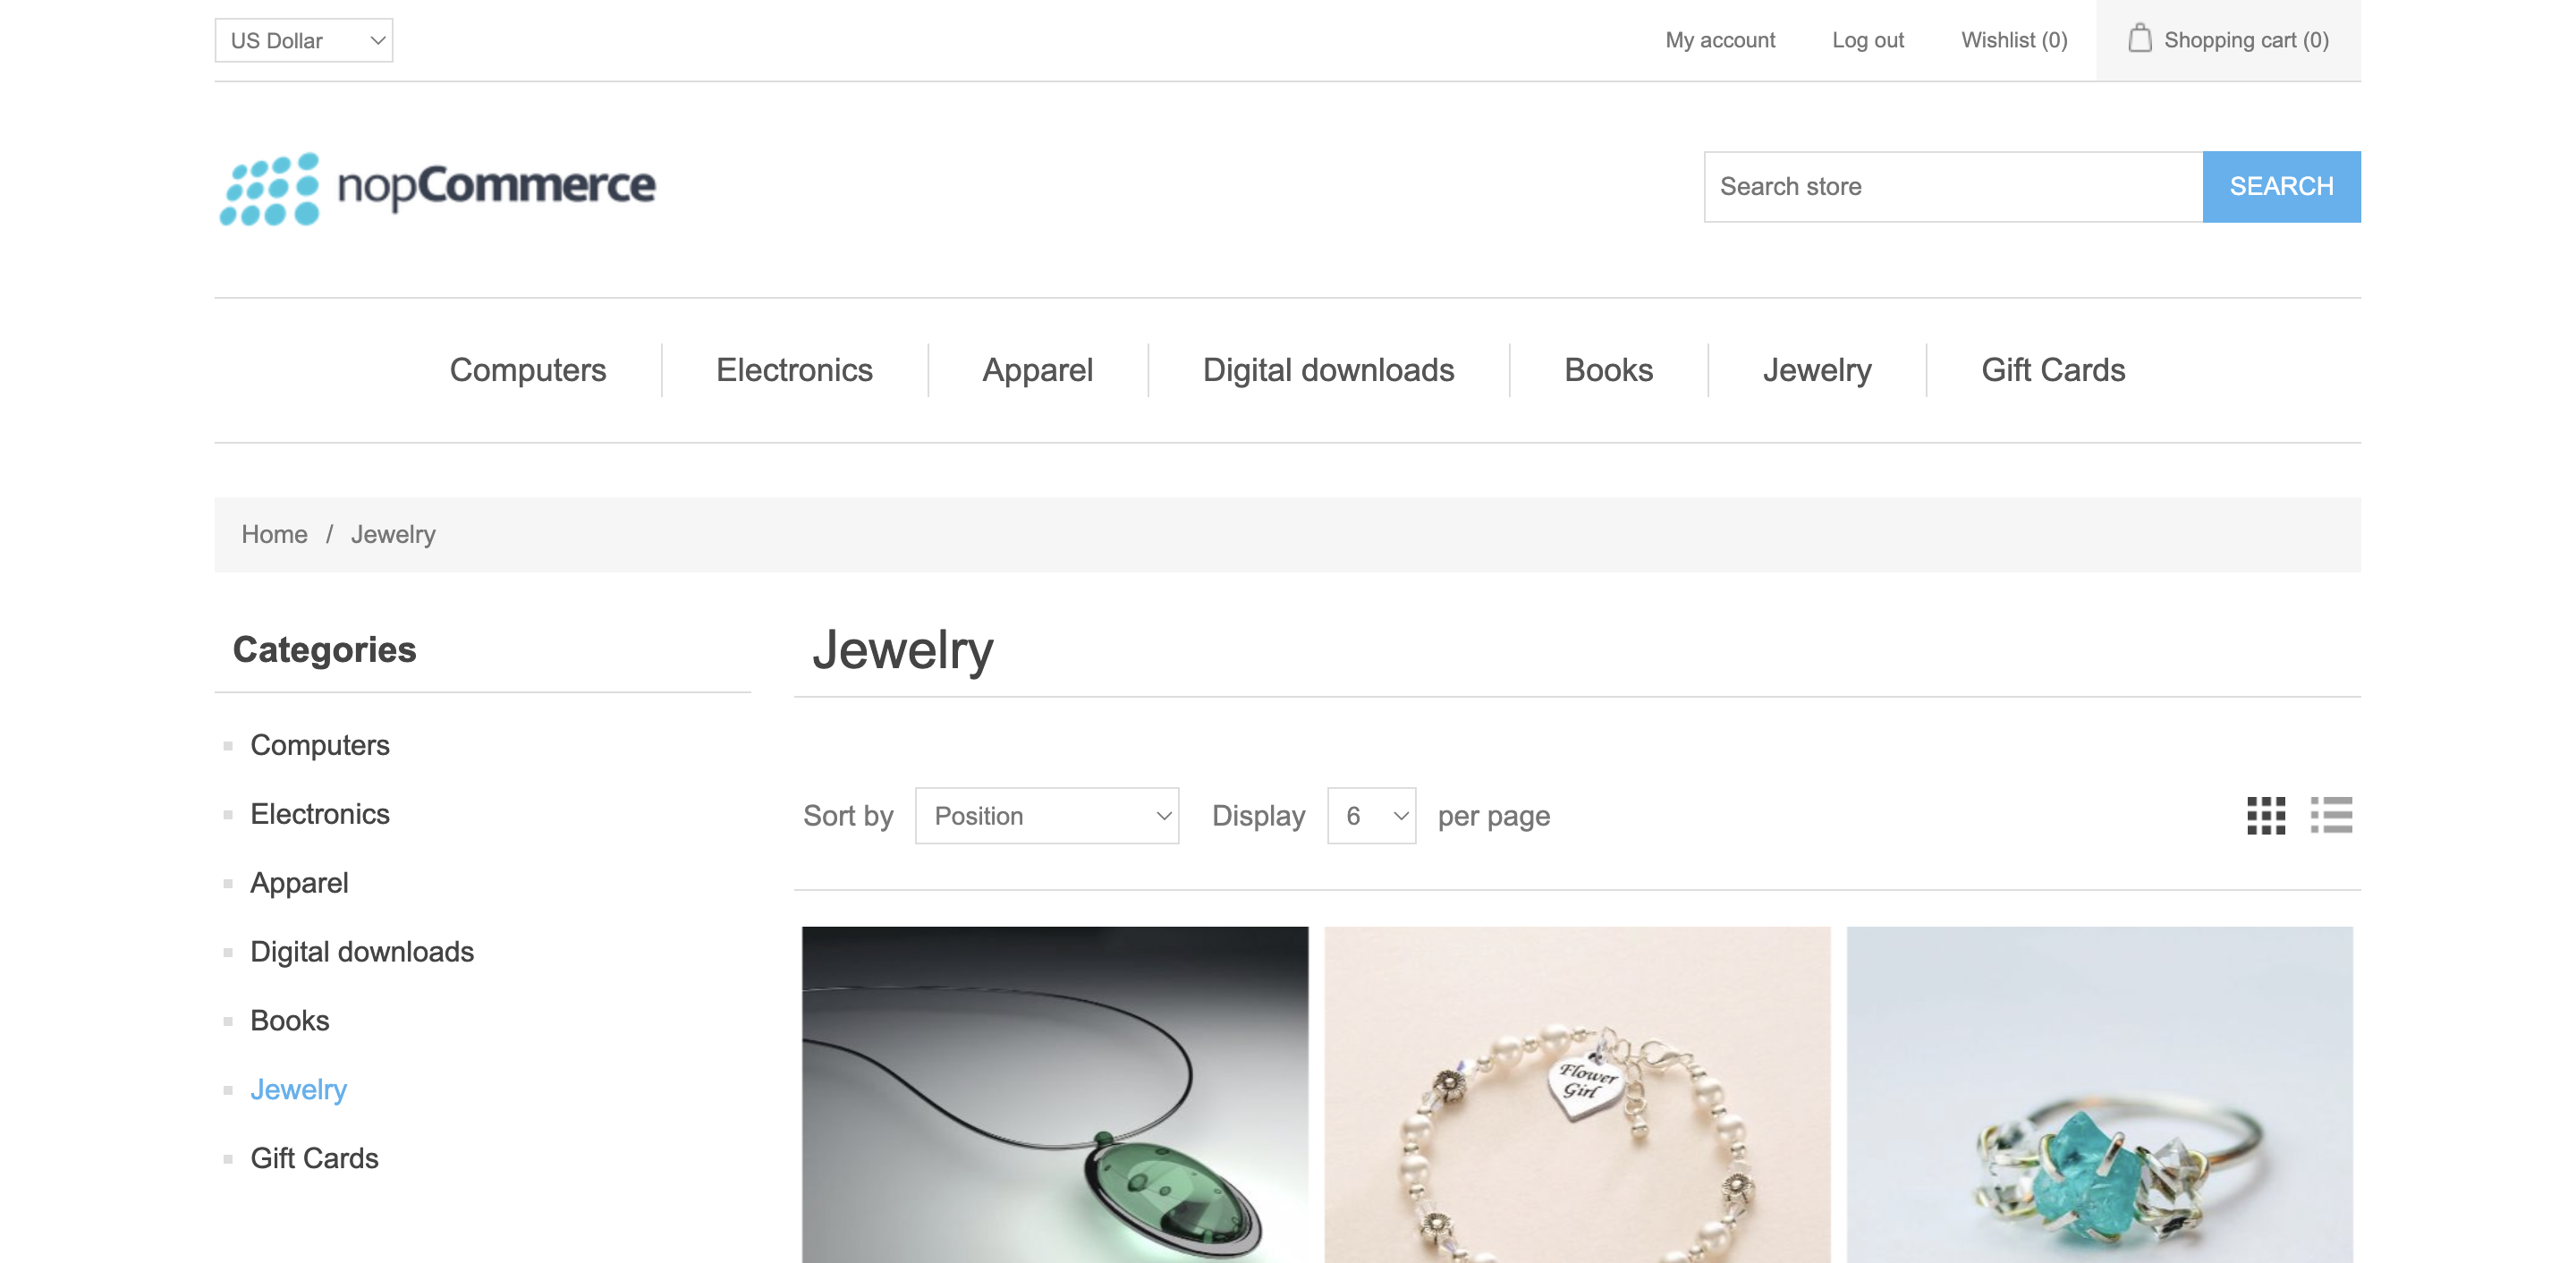 US Dollar
My account
Log out
Wishlist (0)
Shopping cart (0)
nopCommerce
Search store
SEARCH
Computers
Electronics
Apparel
Digital downloads
Books
Jewelry
Gift Cards
Home / Jewelry
Categories
Computers
Electronics
Apparel
Digital downloads
Books
Jewelry
Gift Cards
Jewelry
Sort by Position Display 6 per page
Flower
Girl